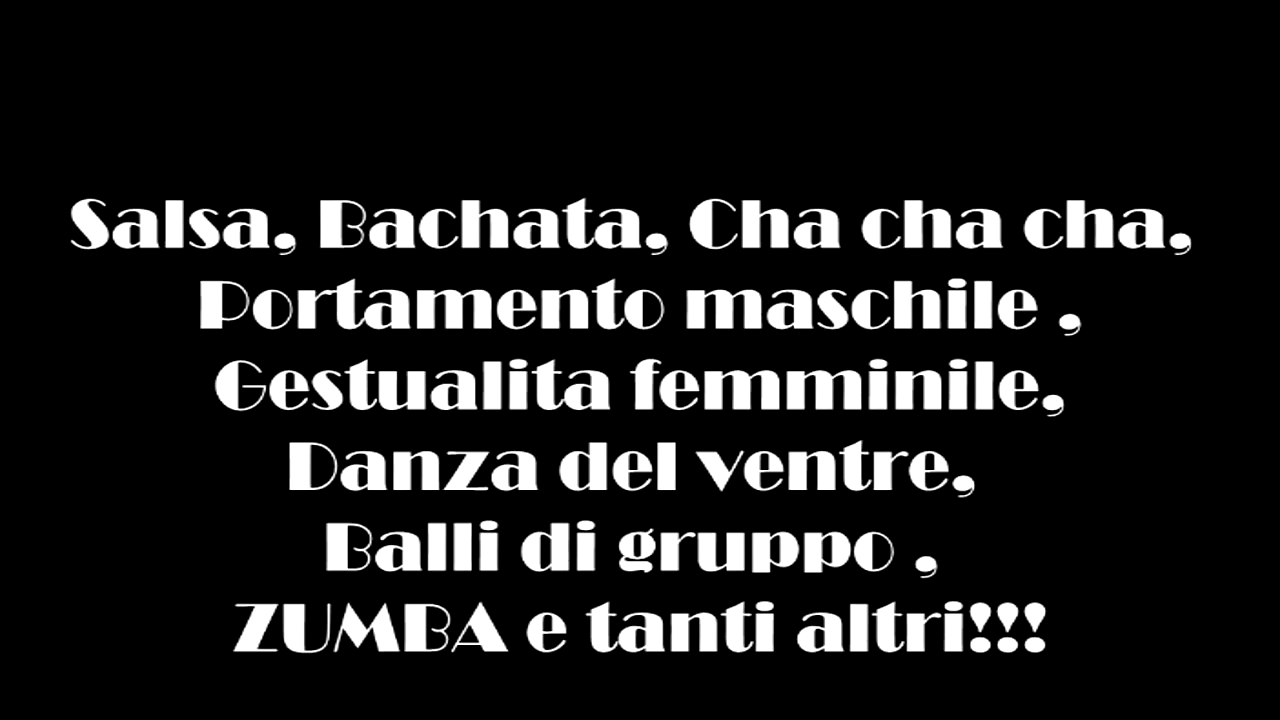 Salsa, Bachata, Cha cha cha,
Portamento maschile ,
Gestualita femminile,
Danza del ventre,
Balli di gruppo ,
ZUMBA e tanti altri!!!